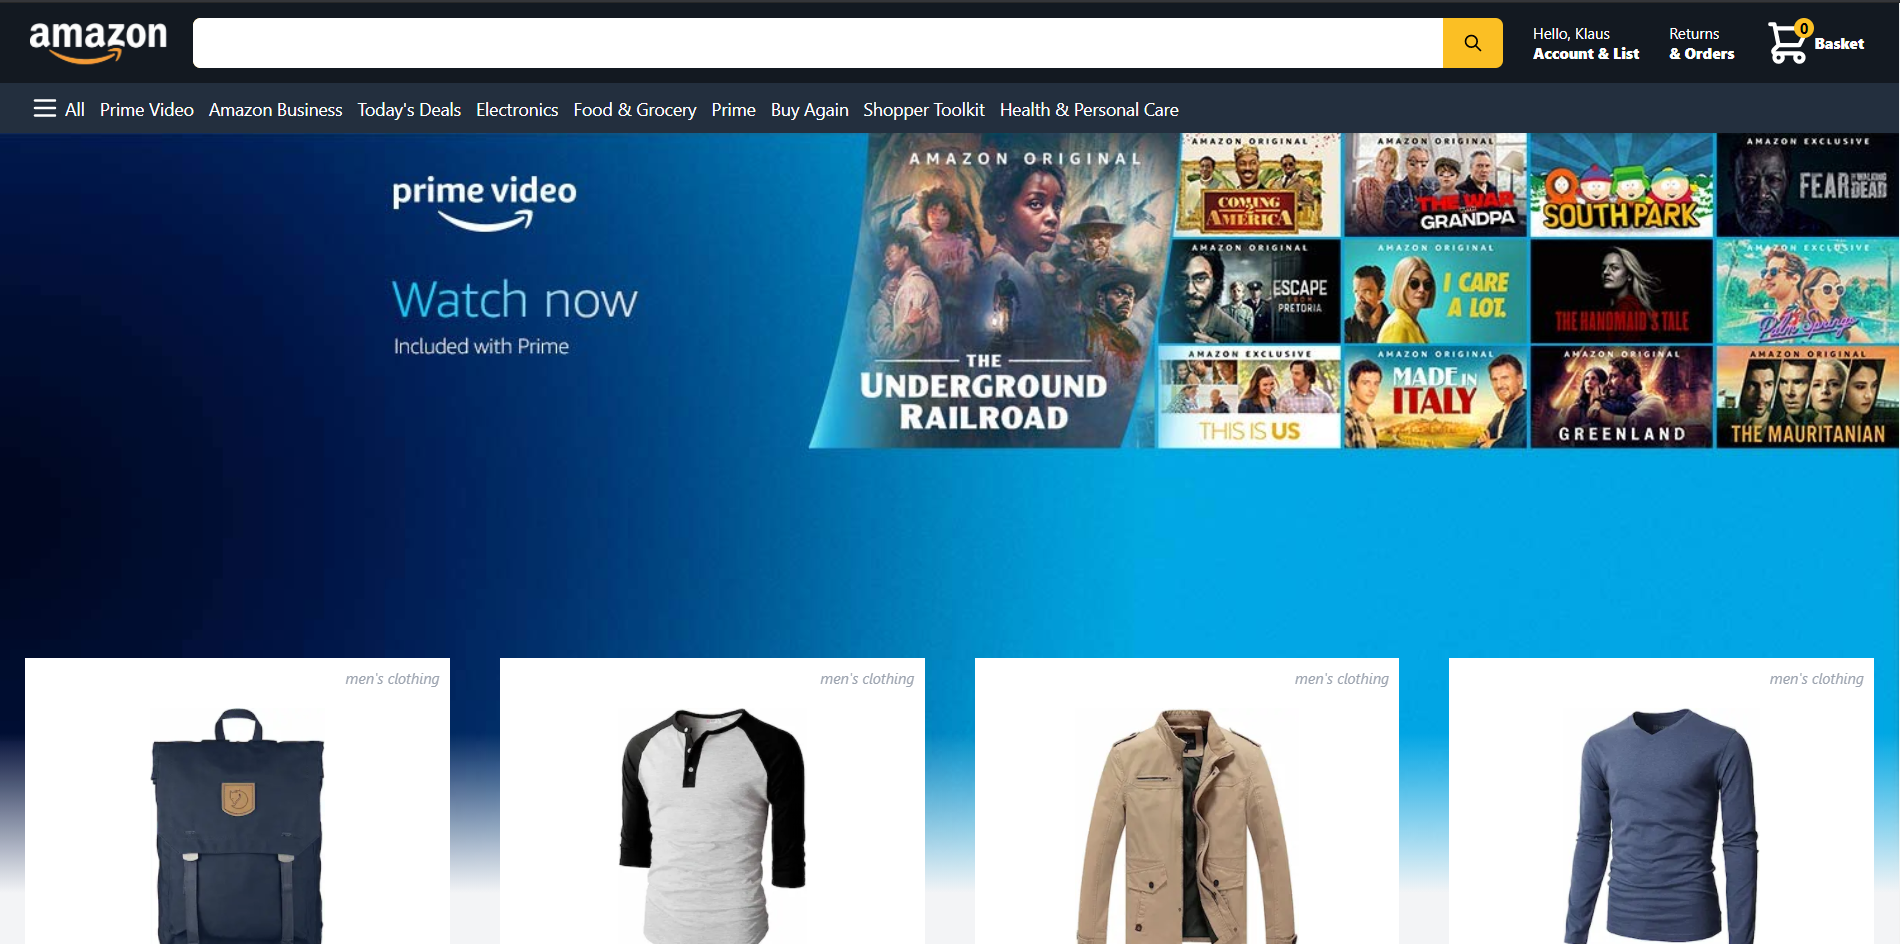 amazon
Hello, Klaus
Account & List
Returns
& Orders
0
Basket
All Prime Video Amazon Business Today's Deals Electronics Food & Grocery Prime Buy Again Shopper Toolkit Health & Personal Care
prime video
Watch now
Included with Prime
AMAZON ORIGINAL
THE
UNDERGROUND
RAILROAD
AMAZON ORIGINAL
COMING
2
AMERICA
AMAZON ORIGINAL
THE WAR
GRANDPA
SOUTH PARK
AMAZON EXCLUSIVE
FEAR THE WALKING DEAD
AMAZON ORIGINAL
ESCAPE
FROM
PRETORIA
AMAZON ORIGINAL
I CARE
A LOT.
THE HANDMAID'S TALE
AMAZON EXCLUSIVE
Palm Springs
AMAZON EXCLUSIVE
THIS IS US
AMAZON ORIGINAL
MADE IN
ITALY
AMAZON ORIGINAL
GREENLAND
AMAZON ORIGINAL
THE MAURITANIAN
men's clothing
men's clothing
men's clothing
men's clothing